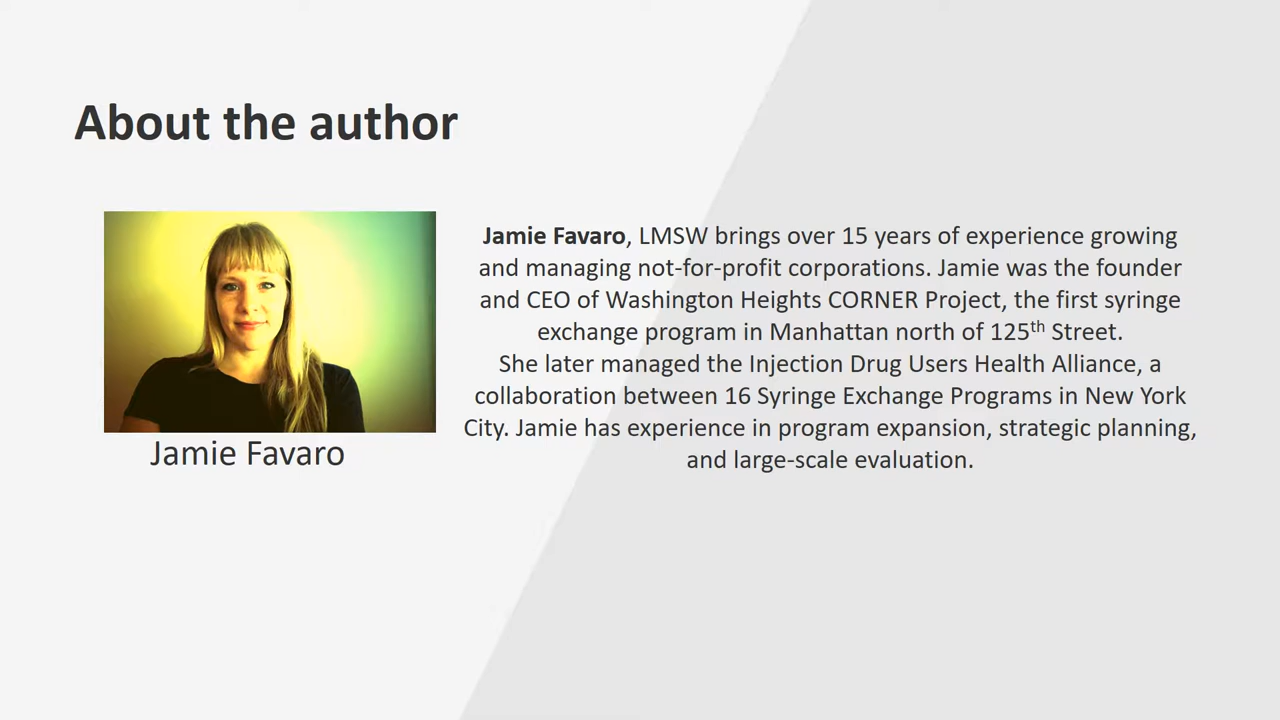 About the author
Jamie Favaro
Jamie Favaro, LMSW brings over 15 years of experience growing
and managing not-for-profit corporations. Jamie was the founder
and CEO of Washington Heights CORNER Project, the first syringe
exchange program in Manhattan north of 125th Street.
She later managed the Injection Drug Users Health Alliance, a
collaboration between 16 Syringe Exchange Programs in New York
City. Jamie has experience in program expansion, strategic planning,
and large-scale evaluation.